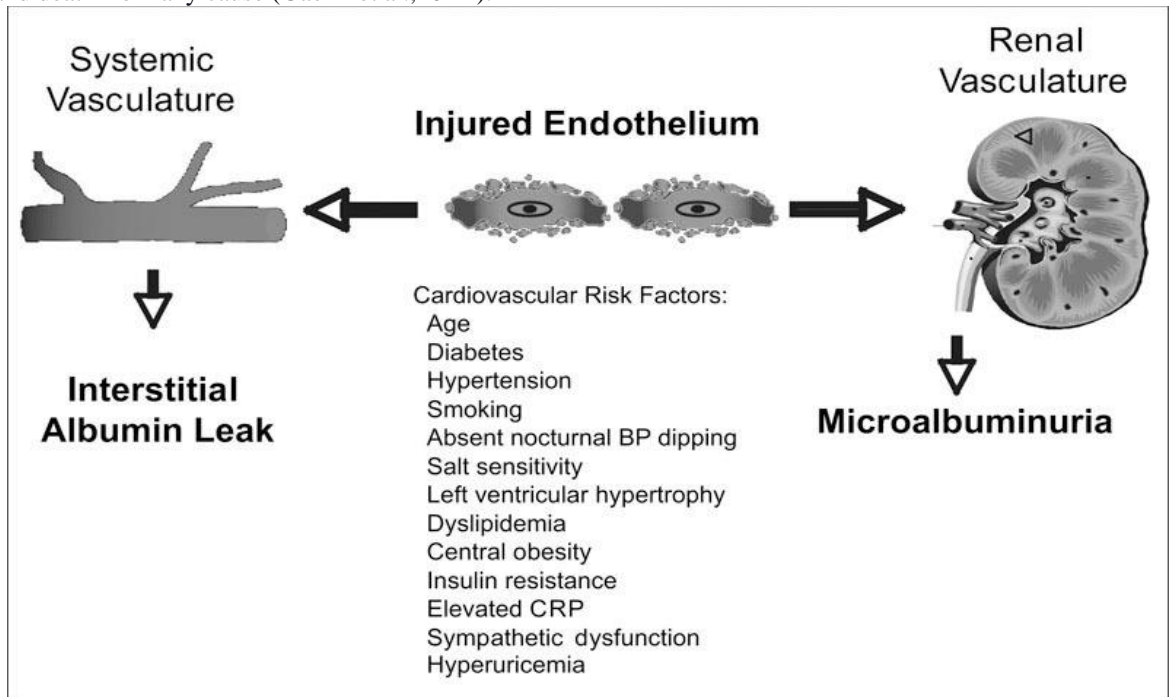 Systemic
Vasculature
Injured Endothelium
Renal
Vasculature
Interstitial
Albumin Leak
Cardiovascular Risk Factors:
Age
Diabetes
Hypertension
Smoking
Absent nocturnal BP dipping
Salt sensitivity
Left ventricular hypertrophy
Dyslipidemia
Central obesity
Insulin resistance
Elevated CRP
Sympathetic dysfunction
Hyperuricemia
Microalbuminuria